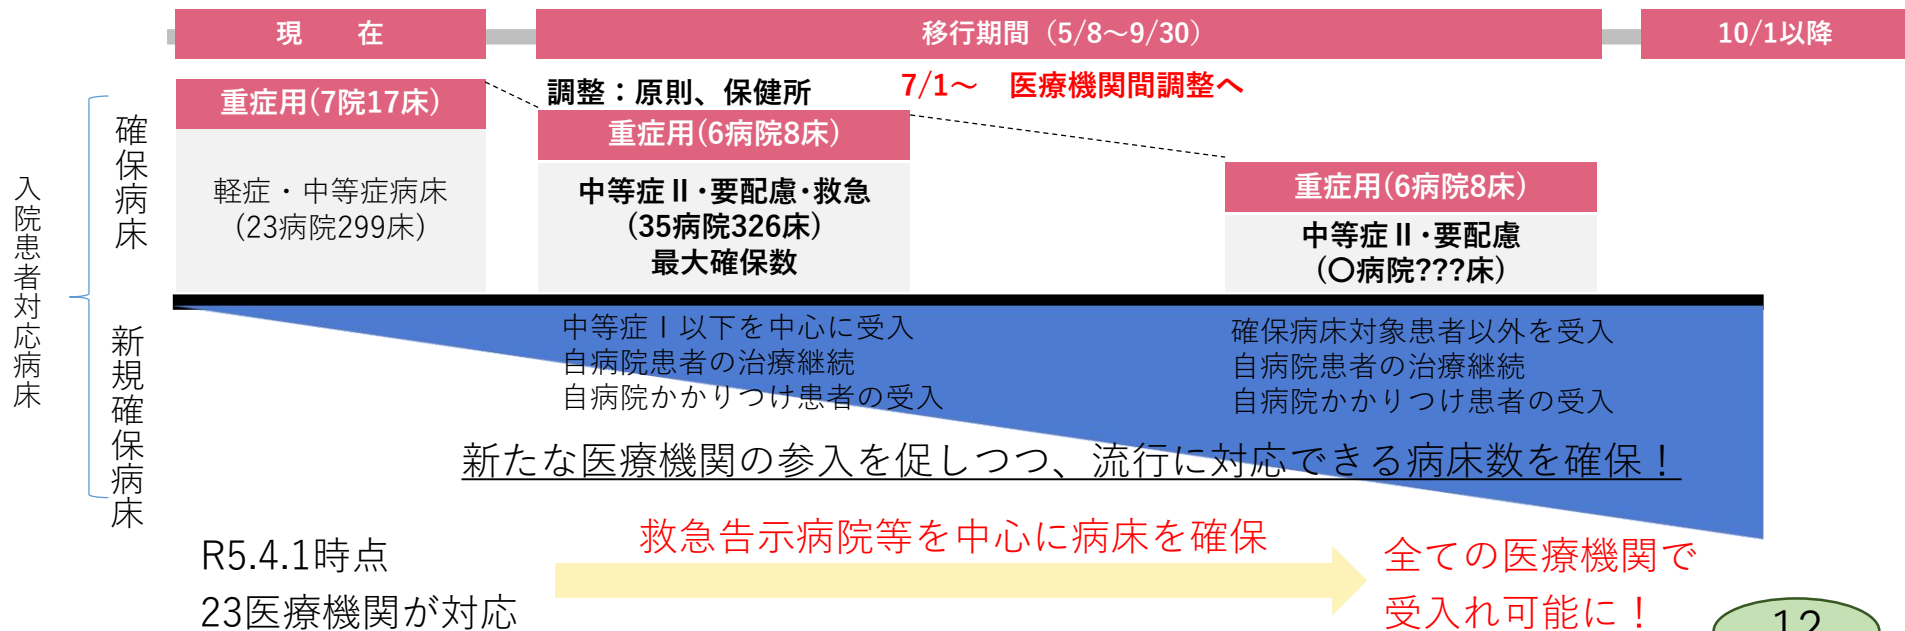 現　在
移行期間（5/8～9/30）
10/1以降
入院患者対応病床
確保病床
新規確保病床
重症用(7院17床)
軽症・中等症病床
(23病院299床)
調整：原則、保健所
7/1～　医療機関間調整へ
重症用(6病院8床)
中等症Ⅱ・要配慮・救急
(35病院326床)
最大確保数
重症用(6病院8床)
中等症Ⅱ・要配慮
(〇病院???床)
中等症Ⅰ以下を中心に受入
自病院患者の治療継続
自病院かかりつけ患者の受入
確保病床対象患者以外を受入
自病院患者の治療継続
自病院かかりつけ患者の受入
新たな医療機関の参入を促しつつ、流行に対応できる病床数を確保！
R5.4.1時点
23医療機関が対応
救急告示病院等を中心に病床を確保
全ての医療機関で
受入れ可能に！
12